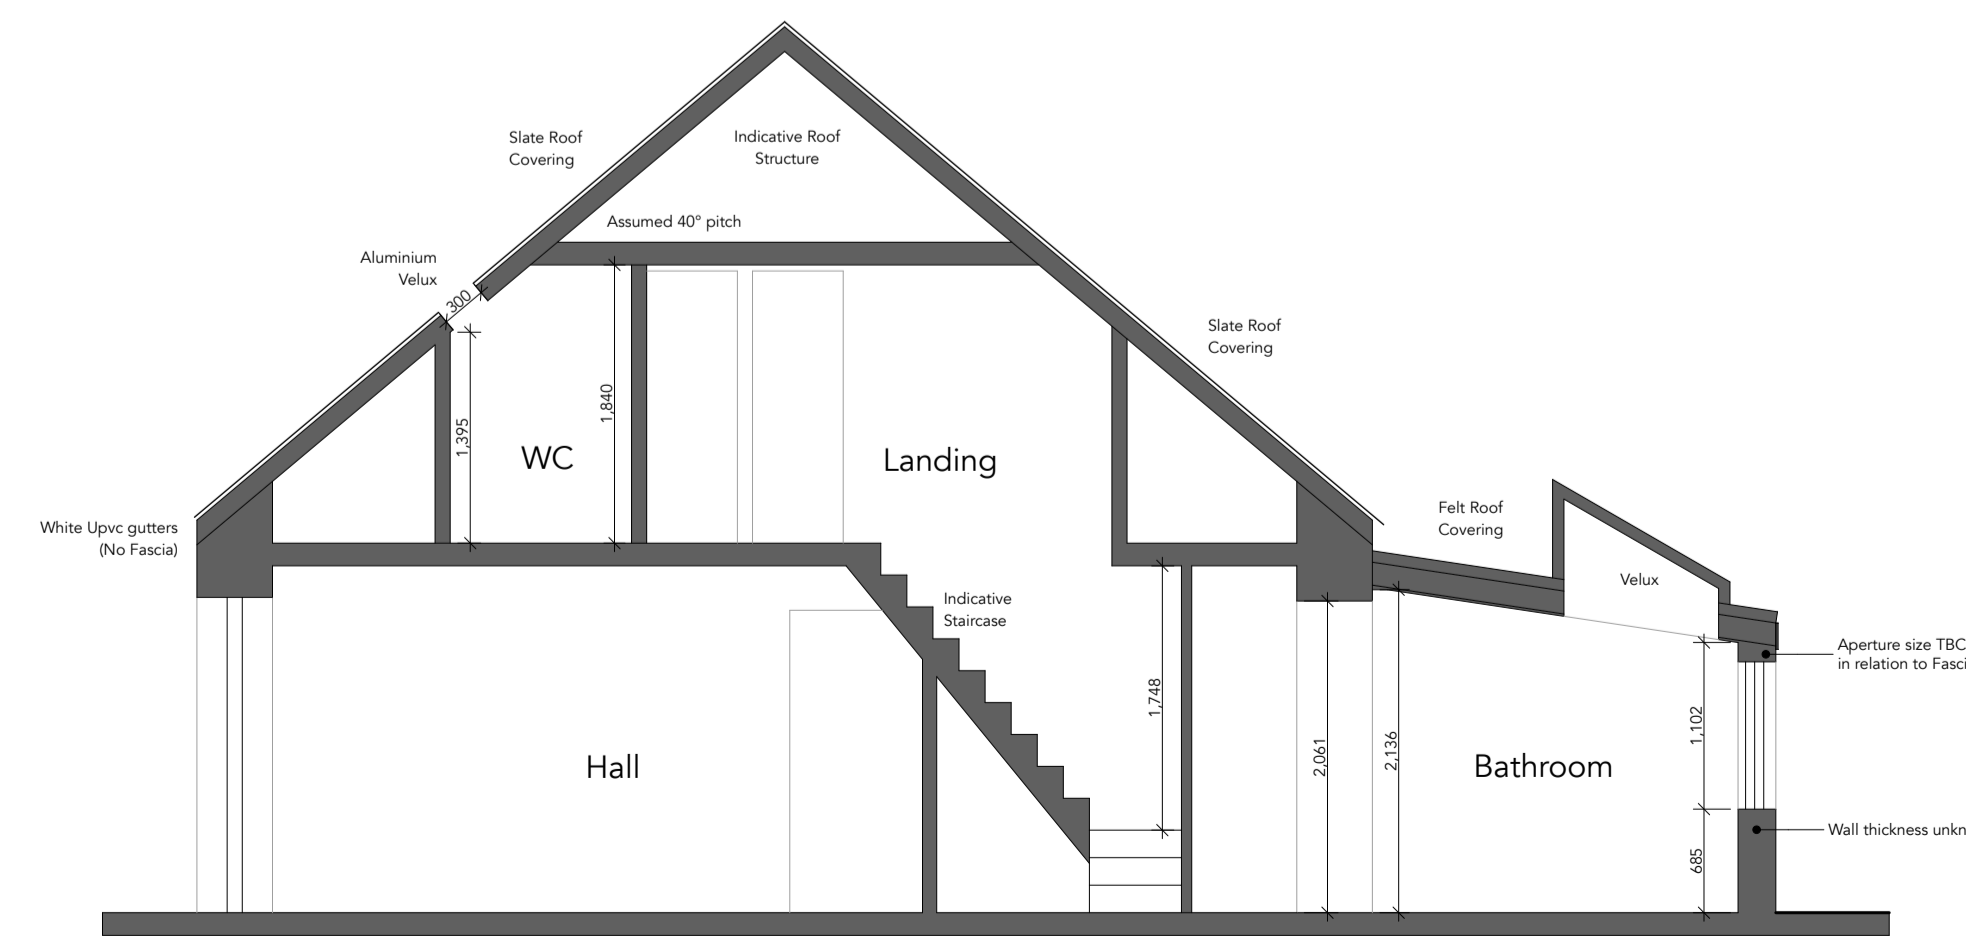 Slate Roof
Covering
Indicative Roof
Structure
Assumed 40° pitch
Aluminium
Velux
300
Slate Roof
Covering
1,395
1,840
WC
Landing
White Upvc gutters
(No Fascia)
Felt Roof
Covering
Velux
Indicative
Staircase
Aperture size TBC
in relation to Fasci
1,748
1,102
2,061
2,136
Hall
Bathroom
Wall thickness unkn
685